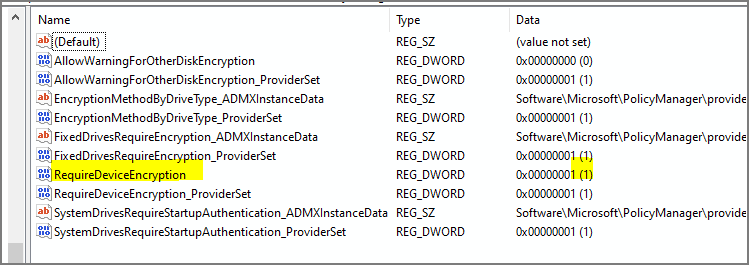 Name Type Data
(Default) REG_SZ (value not set)
AllowWarningForOtherDiskEncryption REG_DWORD 0x00000000 (0)
AllowWarningForOtherDiskEncryption_ProviderSet REG_DWORD 0x00000001 (1)
EncryptionMethodByDriveType_ADMXInstanceData REG_SZ Software\Microsoft\PolicyManager\provide
EncryptionMethodByDriveType_ProviderSet REG_DWORD 0x00000001 (1)
FixedDrivesRequireEncryption_ADMXInstanceData REG_SZ Software\Microsoft\PolicyManager\provide
FixedDrivesRequireEncryption_ProviderSet REG_DWORD 0x00000001 (1)
RequireDeviceEncryption REG_DWORD 0x00000001 (1)
RequireDeviceEncryption_ProviderSet REG_DWORD 0x00000001 (1)
SystemDrivesRequireStartupAuthentication_ADMXInstanceData REG_SZ Software\Microsoft\PolicyManager\provide
SystemDrivesRequireStartupAuthentication_ProviderSet REG_DWORD 0x00000001 (1)